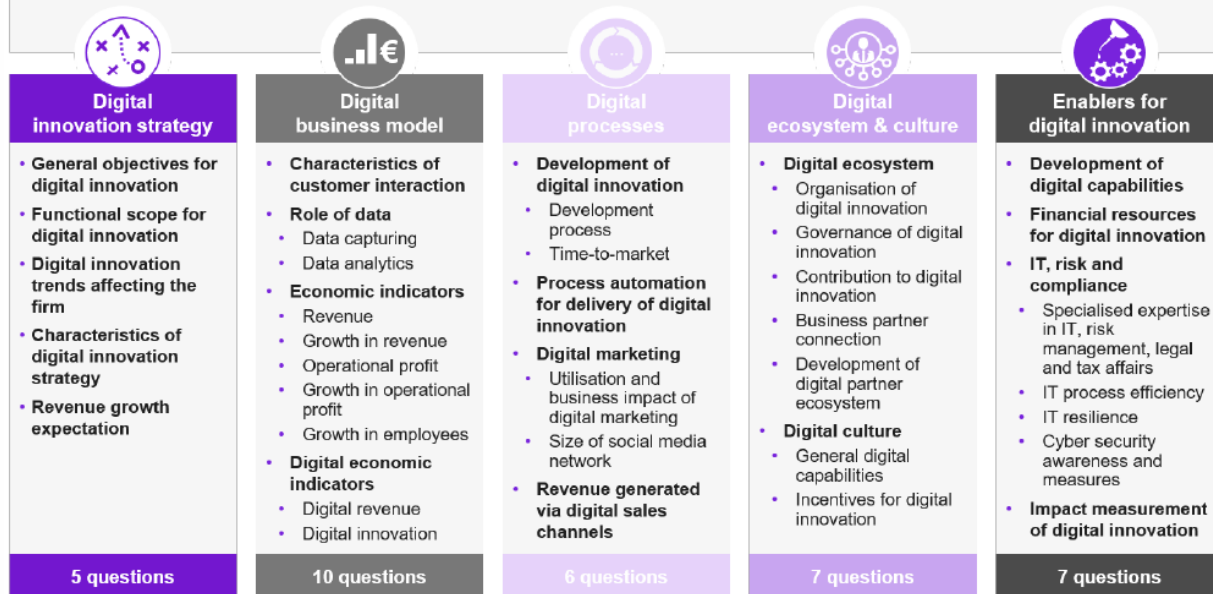 Digital
innovation strategy
• General objectives for
digital innovation
• Functional scope for
digital innovation
• Digital innovation
trends affecting the
firm
• Characteristics of
digital innovation
strategy
• Revenue growth
expectation
5 questions
€
Digital
business model
• Characteristics of
customer interaction
• Role of data
• Data capturing
• Data analytics
• Economic indicators
• Revenue
• Growth in revenue
• Operational profit
• Growth in operational
profit
• Growth in employees
• Digital economic
indicators
• Digital revenue
• Digital innovation
10 questions
...
Digital
processes
• Development of
digital innovation
• Development
process
• Time-to-market
• Process automation
for delivery of digital
innovation
• Digital marketing
• Utilisation and
business impact of
digital marketing
• Size of social media
network
• Revenue generated
via digital sales
channels
6 questions
Digital
ecosystem & culture
• Digital ecosystem
• Organisation of
digital innovation
• Governance of digital
innovation
• Contribution to digital
innovation
• Business partner
connection
• Development of
digital partner
ecosystem
• Digital culture
• General digital
capabilities
• Incentives for digital
innovation
7 questions
Enablers for
digital innovation
• Development of
digital capabilities
• Financial resources
for digital innovation
• IT, risk and
compliance
• Specialised expertise
in IT, risk
management, legal
and tax affairs
• IT process efficiency
• IT resilience
• Cyber security
awareness and
measures
• Impact measurement
of digital innovation
7 questions